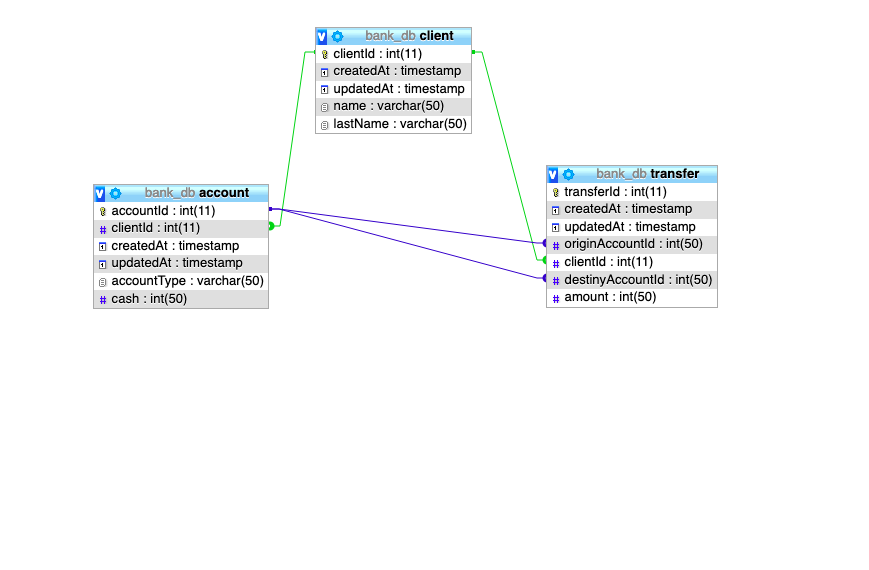 bank_db client
clientId : int(11)
createdAt : timestamp
updatedAt : timestamp
name : varchar(50)
lastName : varchar(50)
bank_db account
accountId : int(11)
clientId : int(11)
createdAt : timestamp
updatedAt : timestamp
accountType : varchar(50)
cash : int(50)
bank_db transfer
transferId : int(11)
createdAt : timestamp
updatedAt : timestamp
originAccountId : int(50)
clientId : int(11)
destinyAccountId : int(50)
amount : int(50)